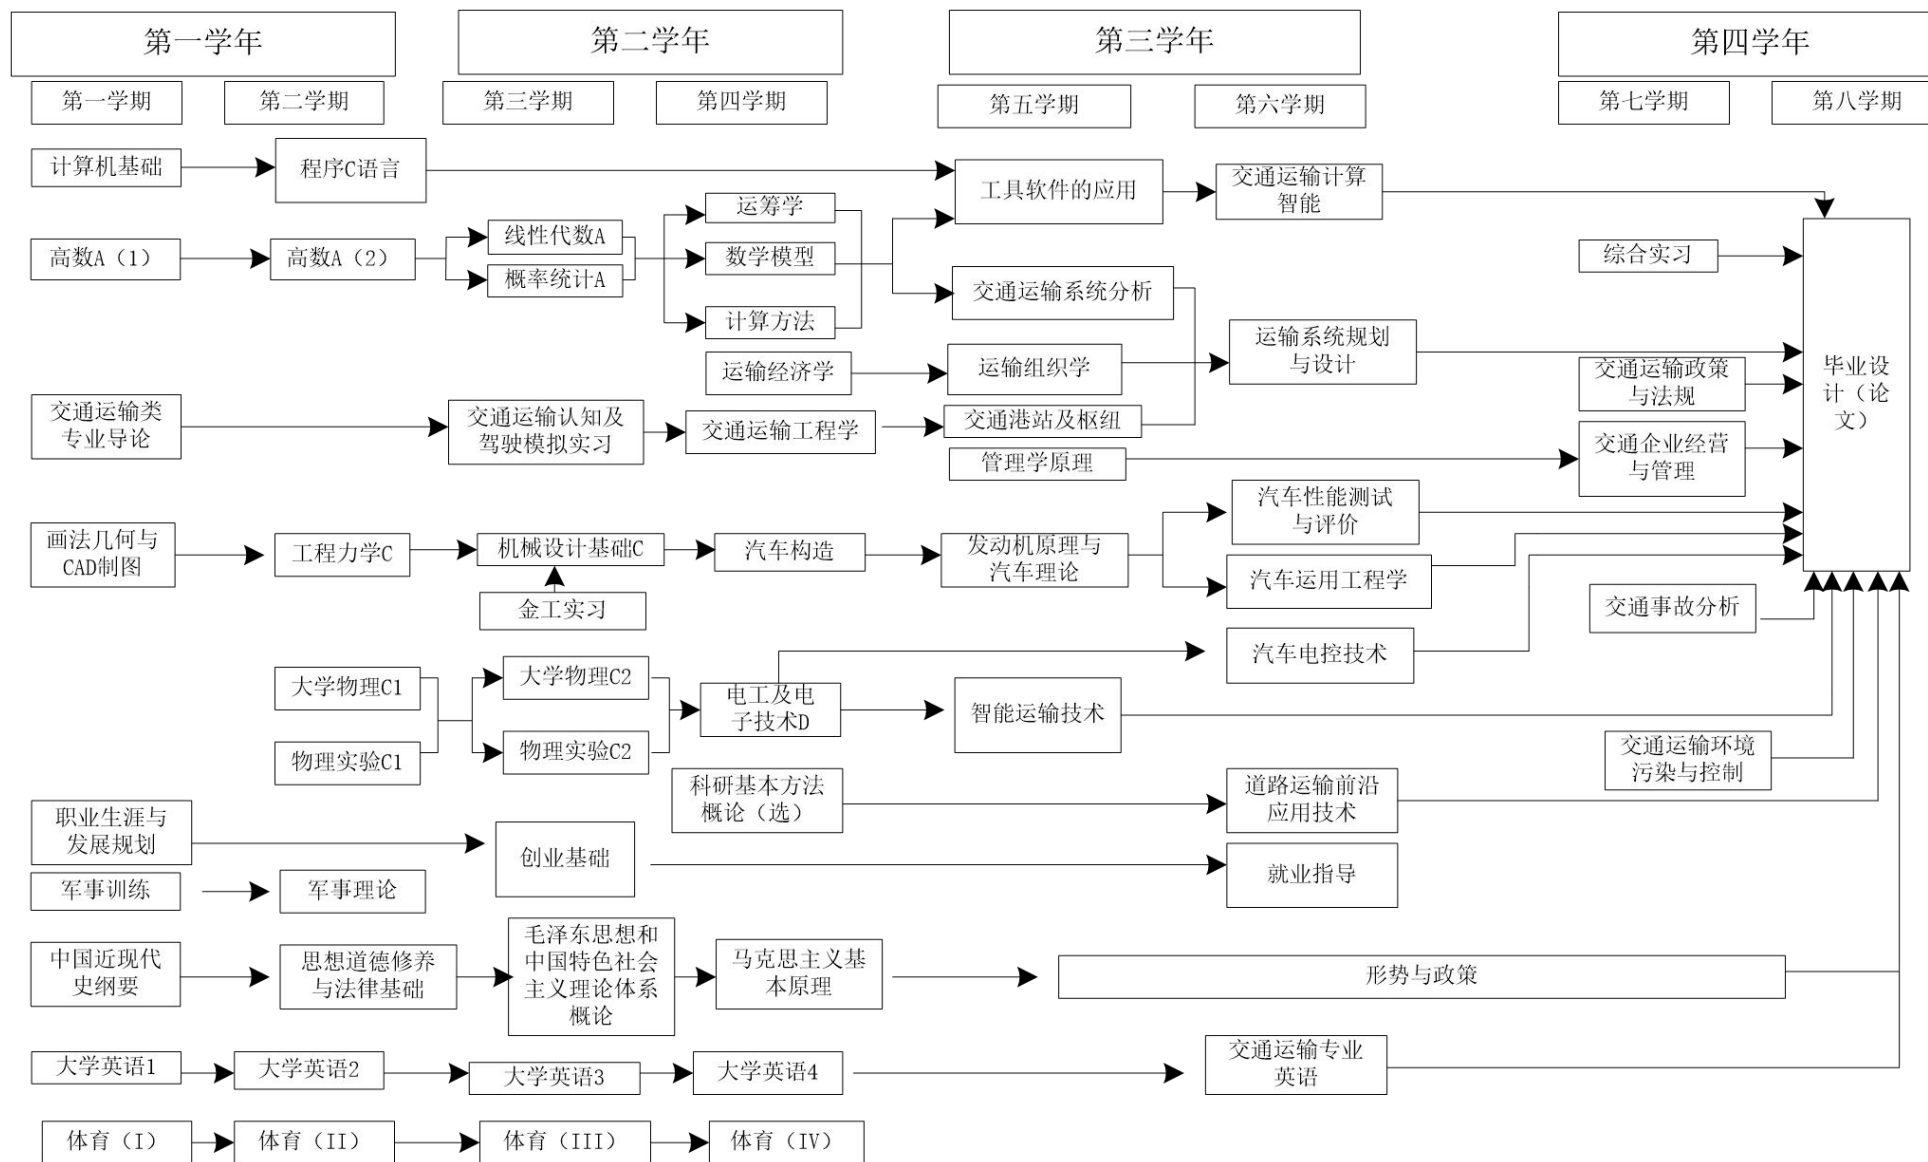 第一学年
第二学年
第三学年
第四学年
第一学期
第二学期
第三学期
第四学期
第五学期
第六学期
第七学期
第八学期
计算机基础
程序C语言
工具软件的应用
交通运输计算
智能
高数A（1）
高数A（2）
线性代数A
概率统计A
运筹学
数学模型
计算方法
交通运输系统分析
综合实习
运输经济学
运输组织学
运输系统规划
与设计
交通运输政策
与法规
毕业设
计（论
文）
交通运输类
专业导论
交通运输认知及
驾驶模拟实习
交通运输工程学
交通港站及枢纽
管理学原理
交通企业经营
与管理
画法几何与
CAD制图
工程力学C
机械设计基础C
金工实习
汽车构造
发动机原理与
汽车理论
汽车性能测试
与评价
汽车运用工程学
交通事故分析
大学物理C1
物理实验C1
大学物理C2
物理实验C2
电工及电
子技术D
智能运输技术
汽车电控技术
交通运输环境
污染与控制
科研基本方法
概论（选）
道路运输前沿
应用技术
职业生涯与
发展规划
创业基础
就业指导
军事训练
军事理论
中国近现代
史纲要
思想道德修养
与法律基础
毛泽东思想和
中国特色社会
主义理论体系
概论
马克思主义基
本原理
形势与政策
大学英语1
大学英语2
大学英语3
大学英语4
交通运输专业
英语
体育（I）
体育（II）
体育（III）
体育（IV）